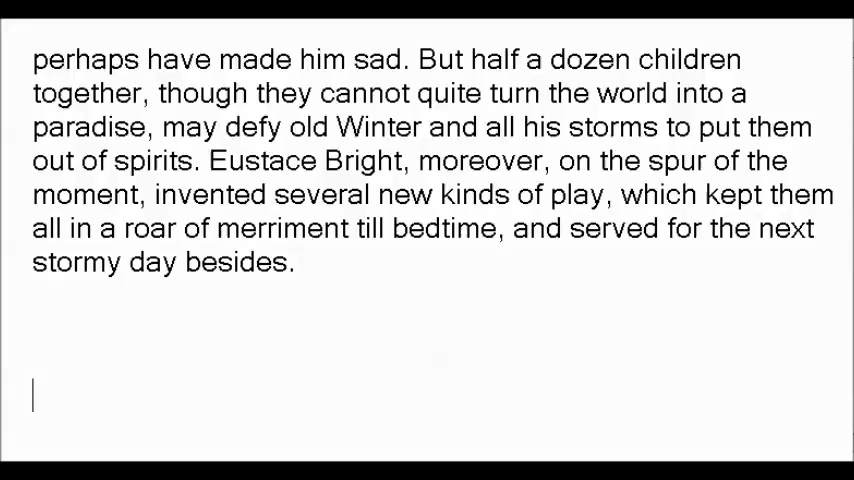 perhaps have made him sad. But half a dozen children
together, though they cannot quite turn the world into a
paradise, may defy old Winter and all his storms to put them
out of spirits. Eustace Bright, moreover, on the spur of the
moment, invented several new kinds of play, which kept them
all in a roar of merriment till bedtime, and served for the next
stormy day besides.